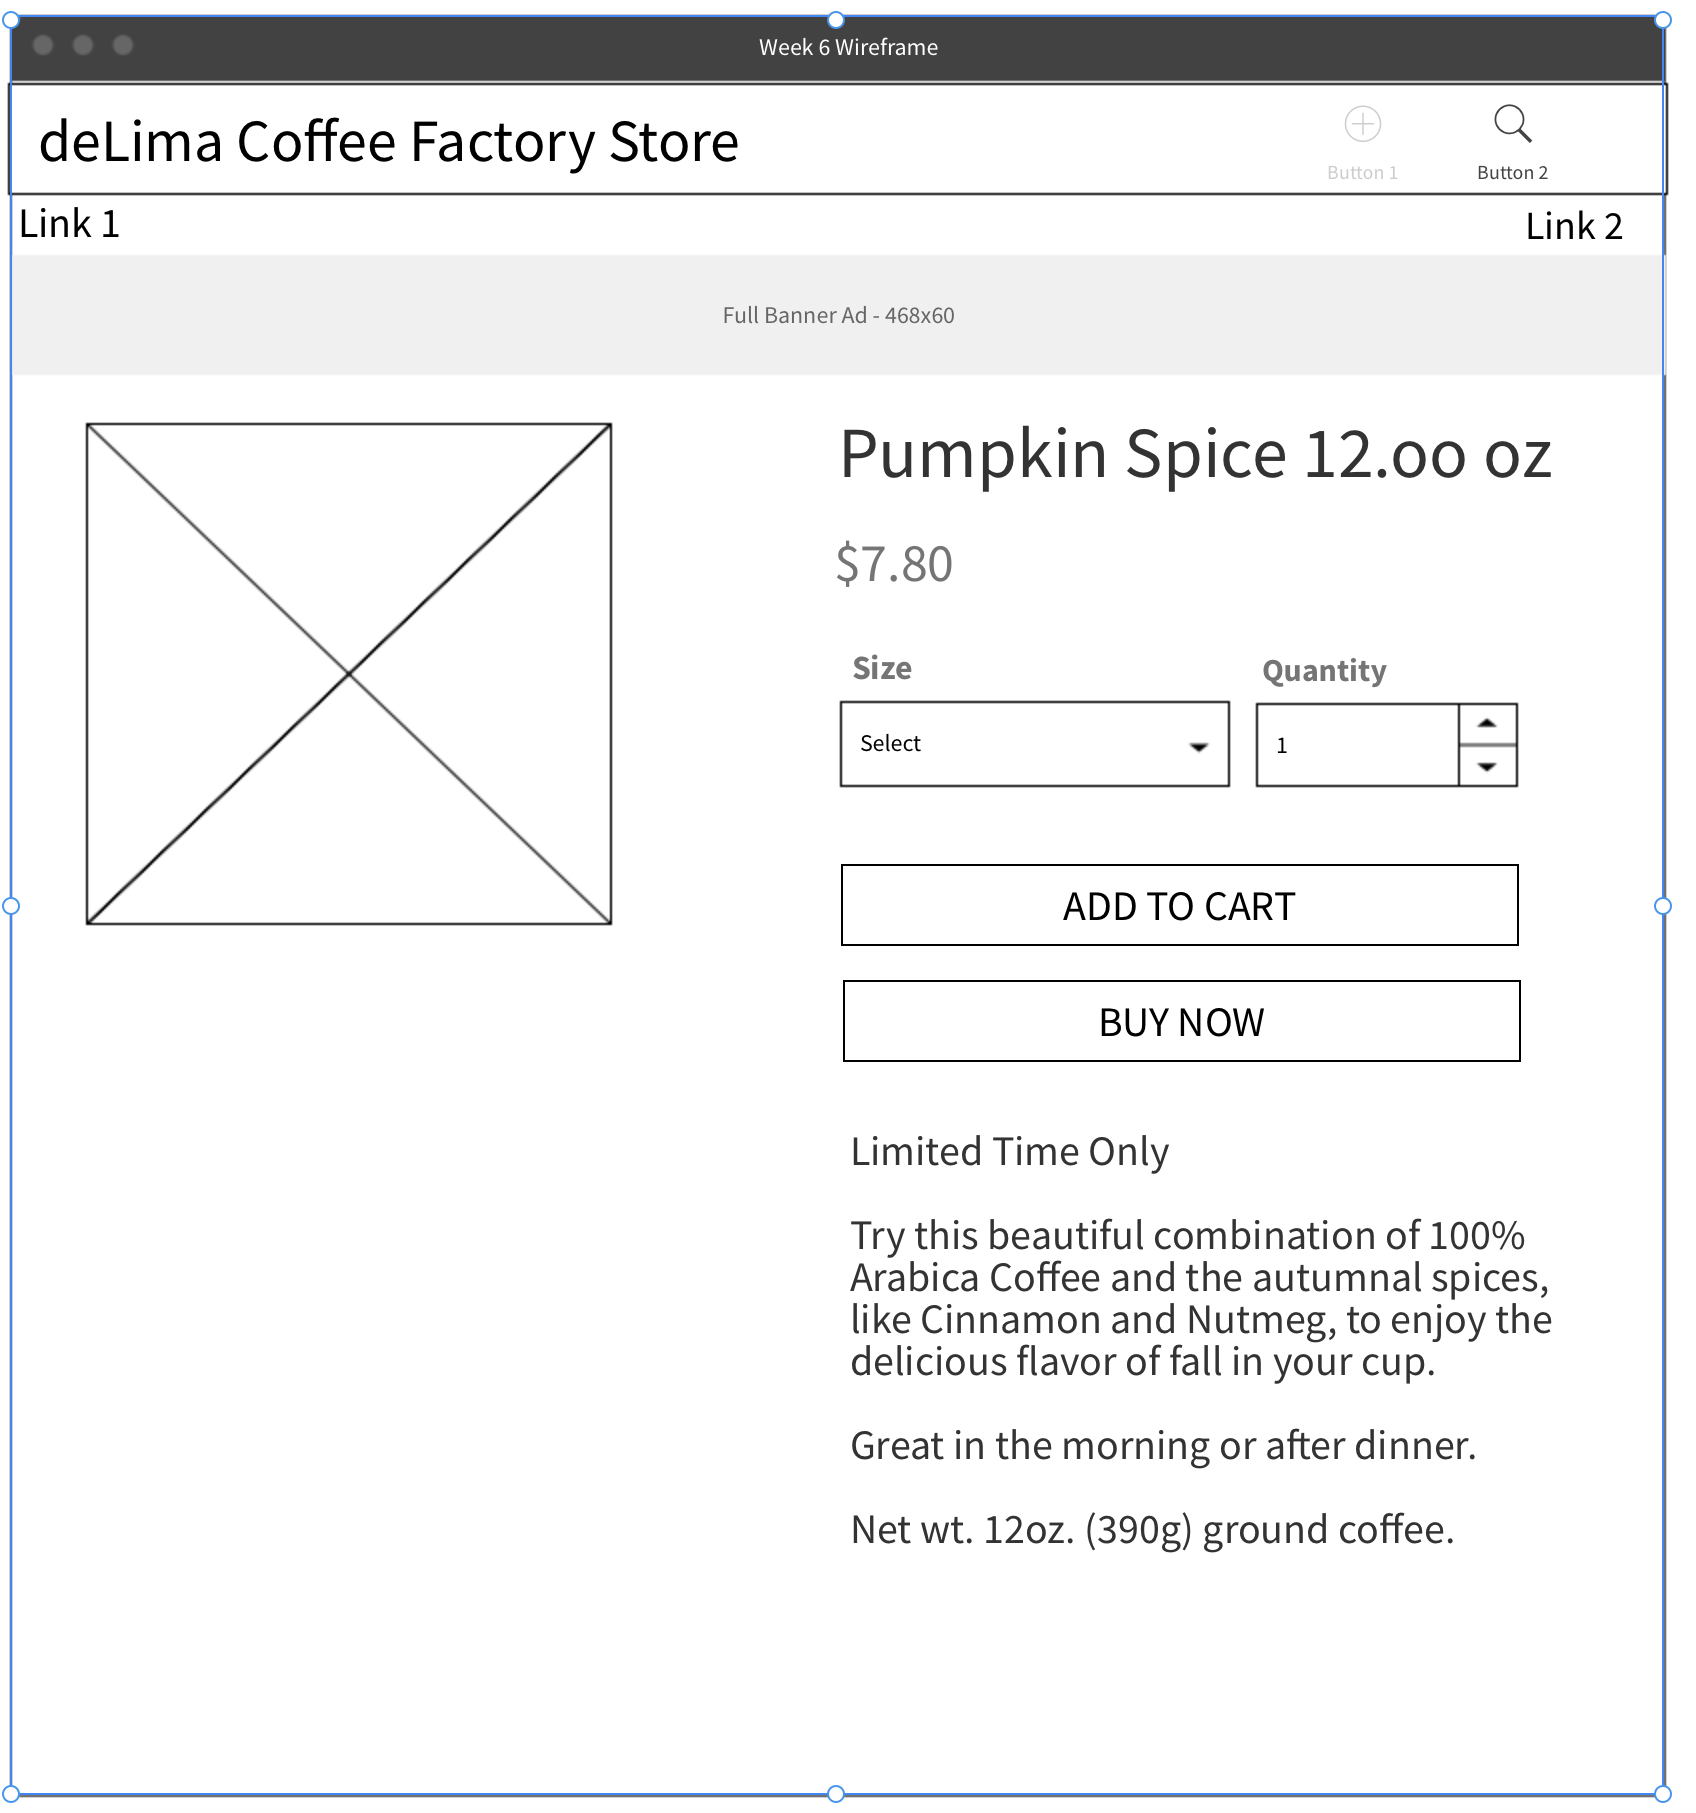 Week 6 Wireframe
deLima Coffee Factory Store
Button 1
Button 2
Link 1
Link 2
Full Banner Ad - 468x60
Pumpkin Spice 12.oo oz
$7.80
Size
Quantity
Select
1
ADD TO CART
BUY NOW
Limited Time Only
Try this beautiful combination of 100%
Arabica Coffee and the autumnal spices,
like Cinnamon and Nutmeg, to enjoy the
delicious flavor of fall in your cup.
Great in the morning or after dinner.
Net wt. 12oz. (390g) ground coffee.